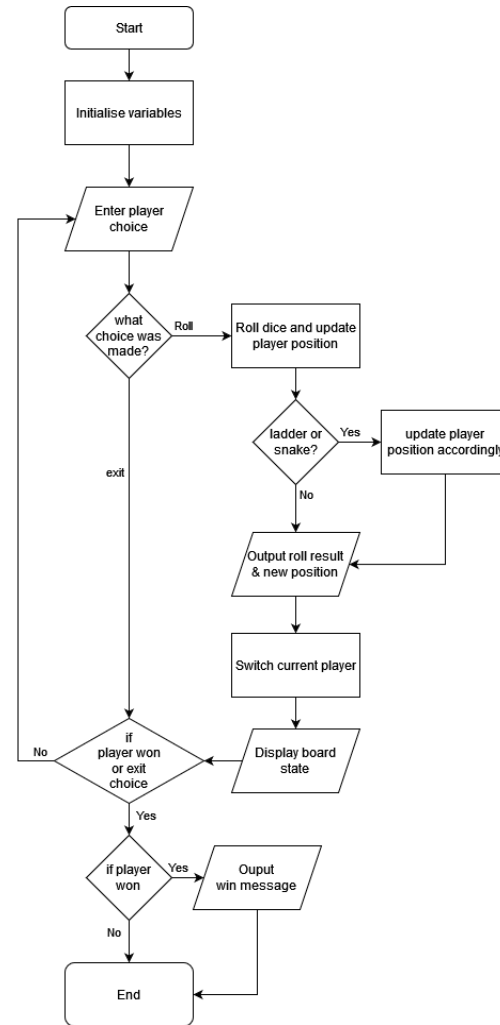 Start
Initialise variables
Enter player
choice
what
choice was
made?
Roll
Roll dice and update
player position
ladder or
snake?
Yes
update player
position accordingly
exit
No
Output roll result
& new position
Switch current player
Display board
state
if
player won
or exit
choice
No
Yes
if player
won
Yes
Ouput
win message
No
End